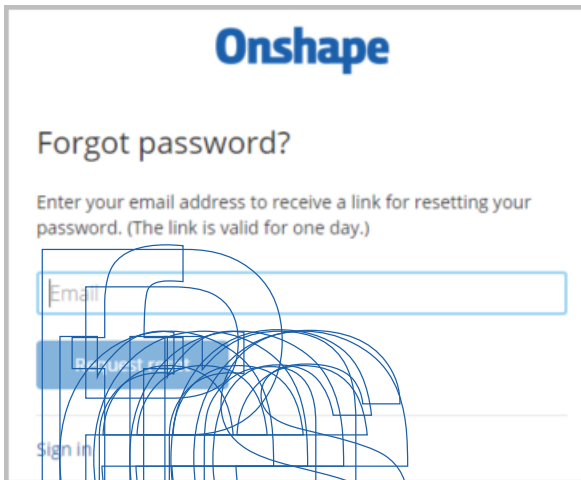 Onshape
Forgot password?
Enter your email address to receive a link for resetting your
password. (The link is valid for one day.)
Email
Request reset
Sign in